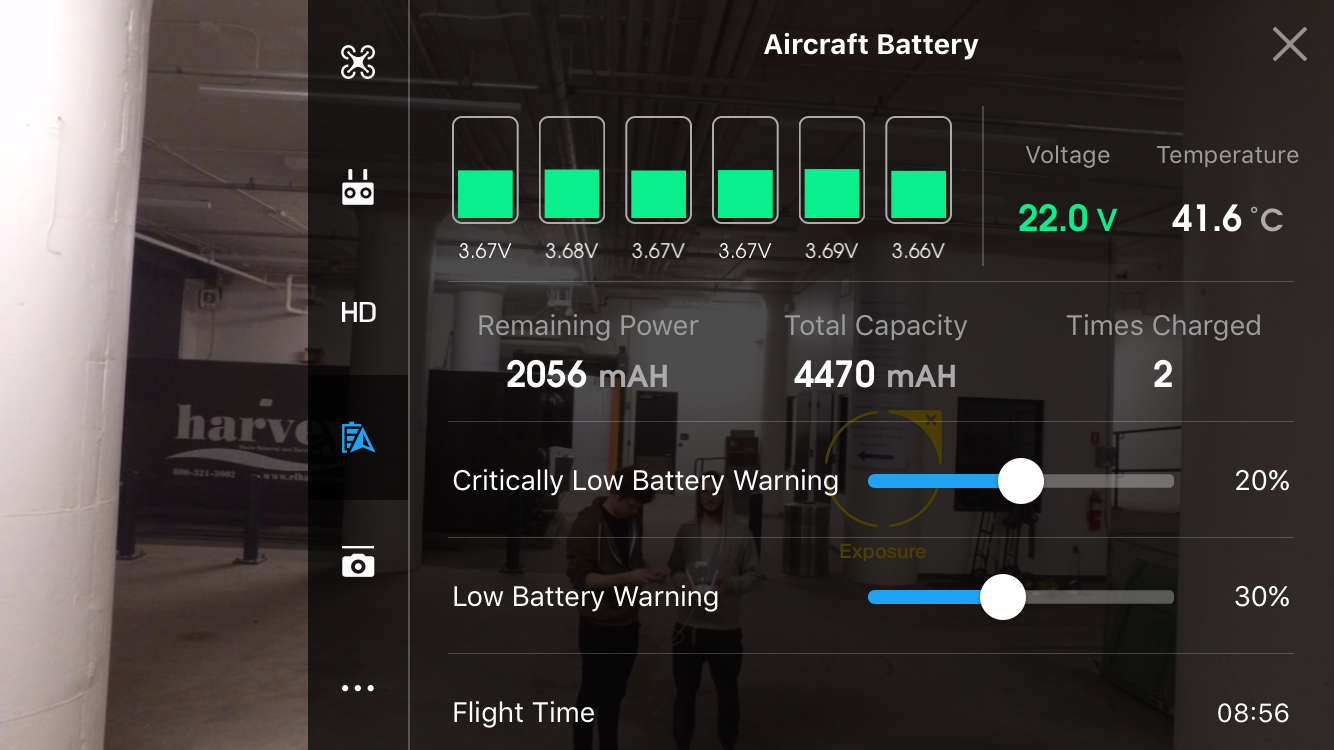 Aircraft Battery
Voltage Temperature
22.0 V 41.6 °C
3.67V 3.68V 3.67V 3.67V 3.69V 3.66V
HD
Remaining Power Total Capacity Times Charged
2056 mAH 4470 mAH 2
harve
800-321-3002 www.elha
Critically Low Battery Warning 20%
Exposure
Low Battery Warning 30%
Flight Time 08:56